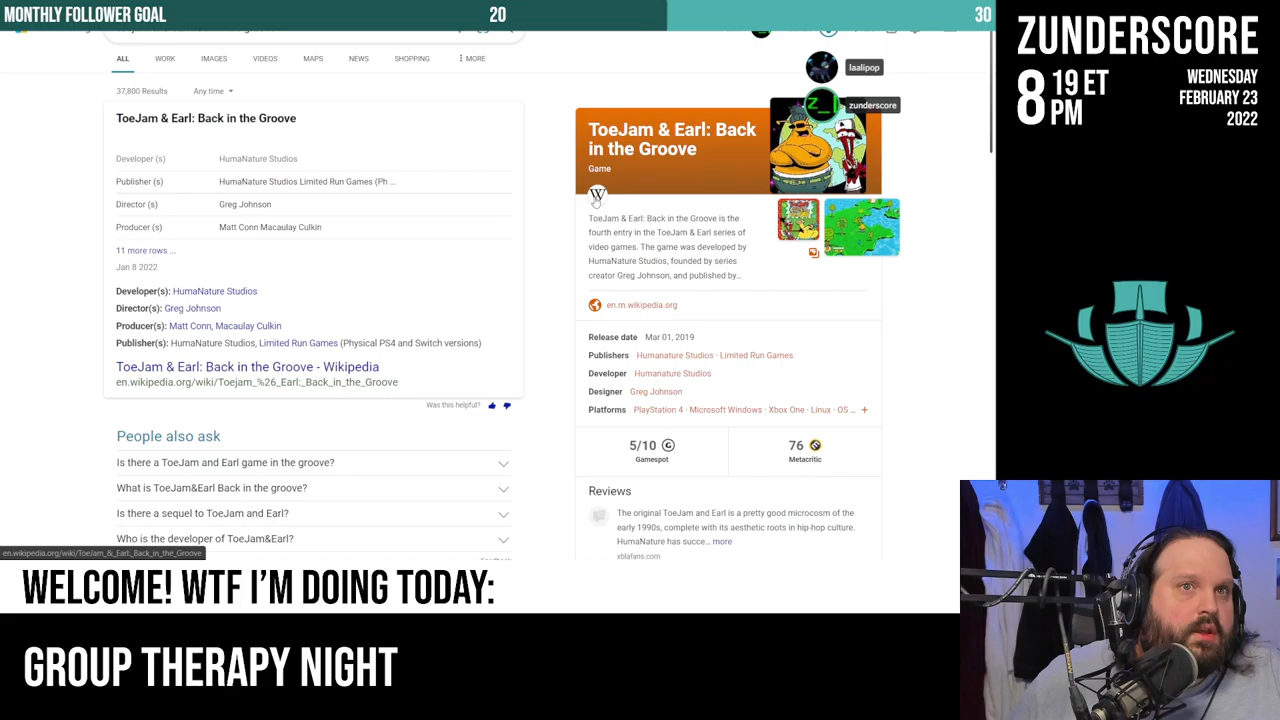 MONTHLY FOLLOWER GOAL
20
30
ZUNDERSCORE
8 19 ET
PM
WEDNESDAY
FEBRUARY 23
2022
ALL
WORK
IMAGES
VIDEOS
MAPS
NEWS
SHOPPING
MORE
laalipop
zunderscore
37,800 Results
Any time
ToeJam & Earl: Back in the Groove
Developer (s) HumaNature Studios
Publisher (s) HumaNature Studios Limited Run Games (Ph ...
Director (s) Greg Johnson
Producer (s) Matt Conn Macaulay Culkin
11 more rows ...
Jan 8 2022
Developer(s): HumaNature Studios
Director(s): Greg Johnson
Producer(s): Matt Conn, Macaulay Culkin
Publisher(s): HumaNature Studios, Limited Run Games (Physical PS4 and Switch versions)
ToeJam & Earl: Back in the Groove - Wikipedia
en.wikipedia.org/wiki/Toejam_%26_Earl:_Back_in_the_Groove
Was this helpful?
People also ask
Is there a ToeJam and Earl game in the groove?
What is ToeJam&Earl Back in the groove?
Is there a sequel to ToeJam and Earl?
Who is the developer of ToeJam&Earl?
en.wikipedia.org/wiki/ToeJam_&_Earl:_Back_in_the_Groove
ToeJam & Earl: Back
in the Groove
Game
W
ToeJam & Earl: Back in the Groove is the
fourth entry in the ToeJam & Earl series of
video games. The game was developed by
HumaNature Studios, founded by series
creator Greg Johnson, and published by...
en.m.wikipedia.org
Release date Mar 01, 2019
Publishers Humanature Studios · Limited Run Games
Developer Humanature Studios
Designer Greg Johnson
Platforms PlayStation 4 · Microsoft Windows · Xbox One · Linux · OS ... +
5/10
Gamespot
76
Metacritic
Reviews
The original ToeJam and Earl is a pretty good microcosm of the
early 1990s, complete with its aesthetic roots in hip-hop culture.
HumaNature has succe... more
xblafans.com
WELCOME! WTF I'M DOING TODAY:
GROUP THERAPY NIGHT